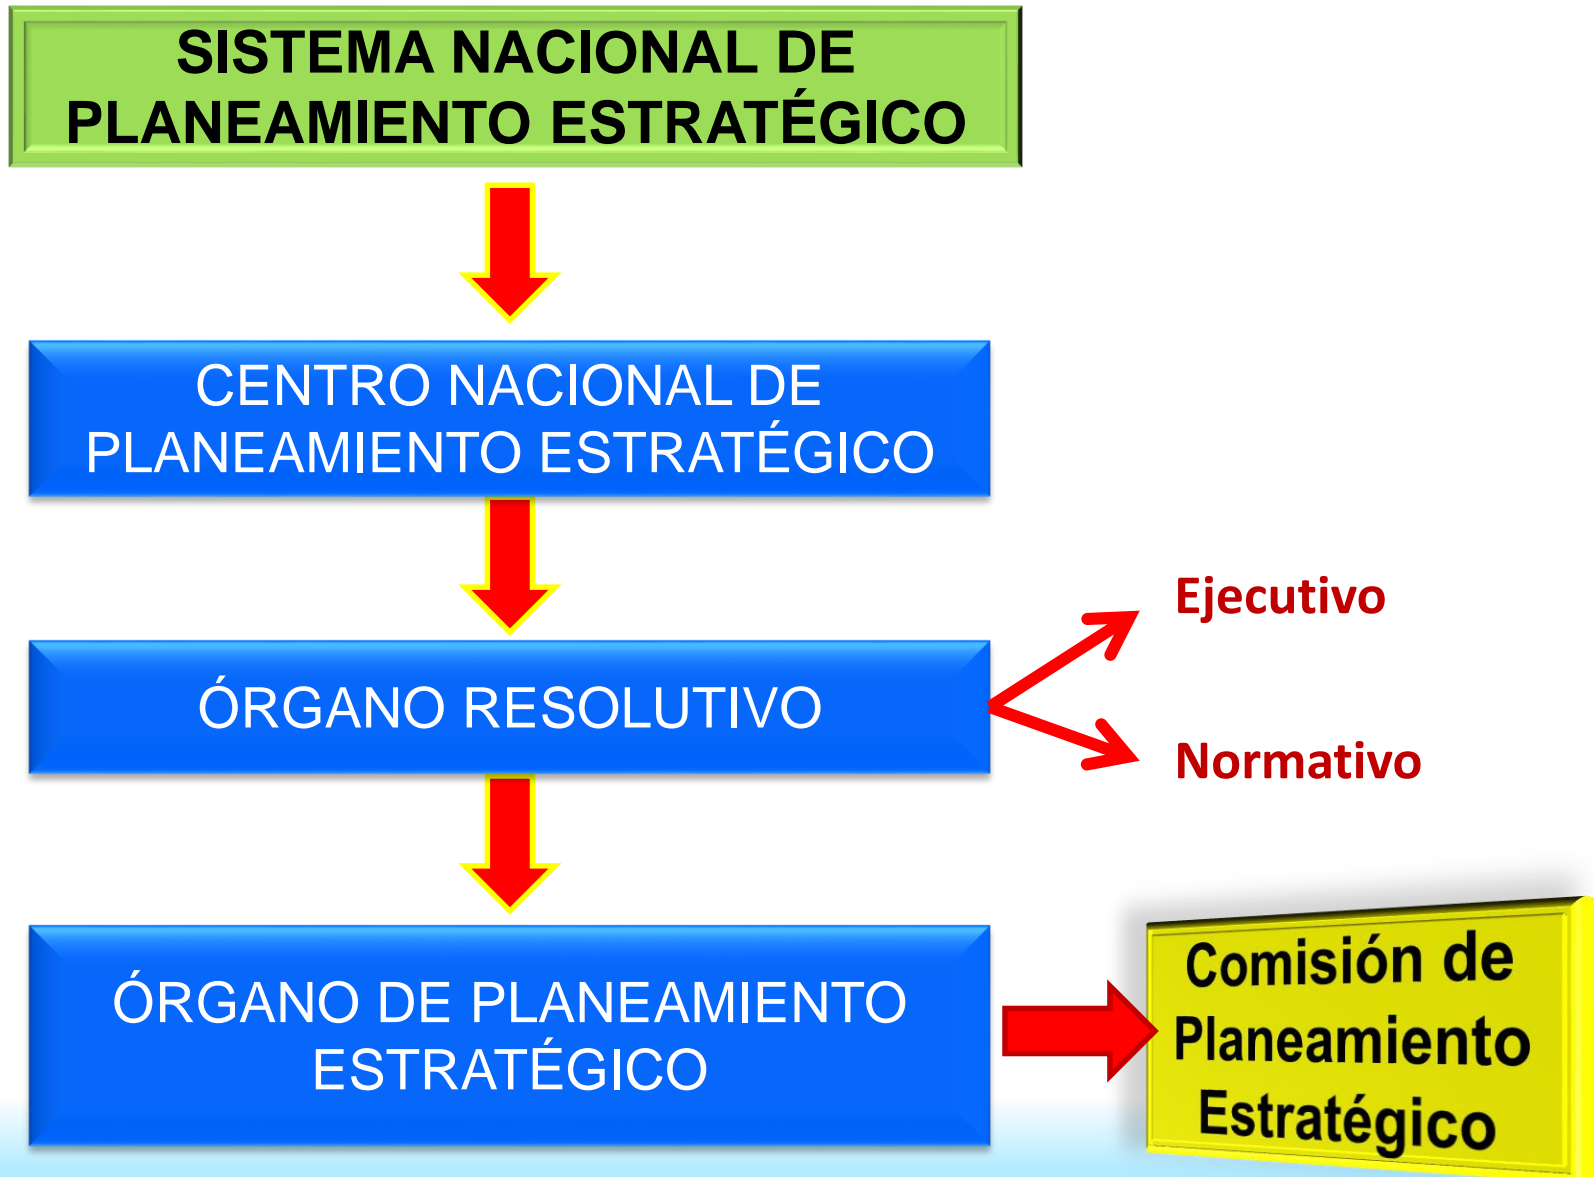 SISTEMA NACIONAL DE
PLANEAMIENTO ESTRATÉGICO
CENTRO NACIONAL DE
PLANEAMIENTO ESTRATÉGICO
Ejecutivo
ÓRGANO RESOLUTIVO
Normativo
ÓRGANO DE PLANEAMIENTO
ESTRATÉGICO
Comisión de
Planeamiento
Estratégico